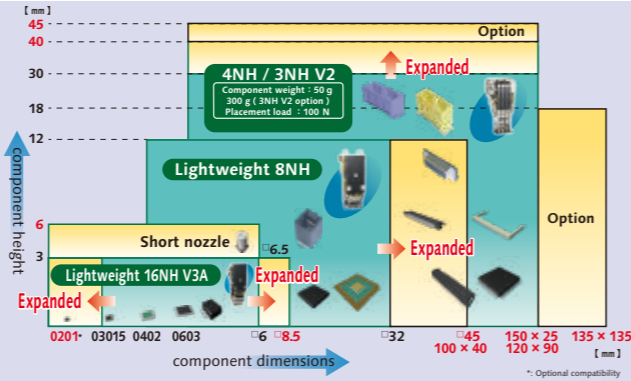 [ mm ]
45
40
30
18
12
6
3
component height
Option
4NH / 3NH V2
Component weight : 50 g
300 g ( 3NH V2 option )
Placement load : 100 N
Expanded
Lightweight 8NH
Option
Short nozzle
□6.5
Expanded
Lightweight 16NH V3A
Expanded
Expanded
0201* 03015 0402 0603 □6 □8.5 □32 □45 150 × 25 135 × 135
100 × 40 120 × 90 [ mm ]
component dimensions
*: Optional compatibility